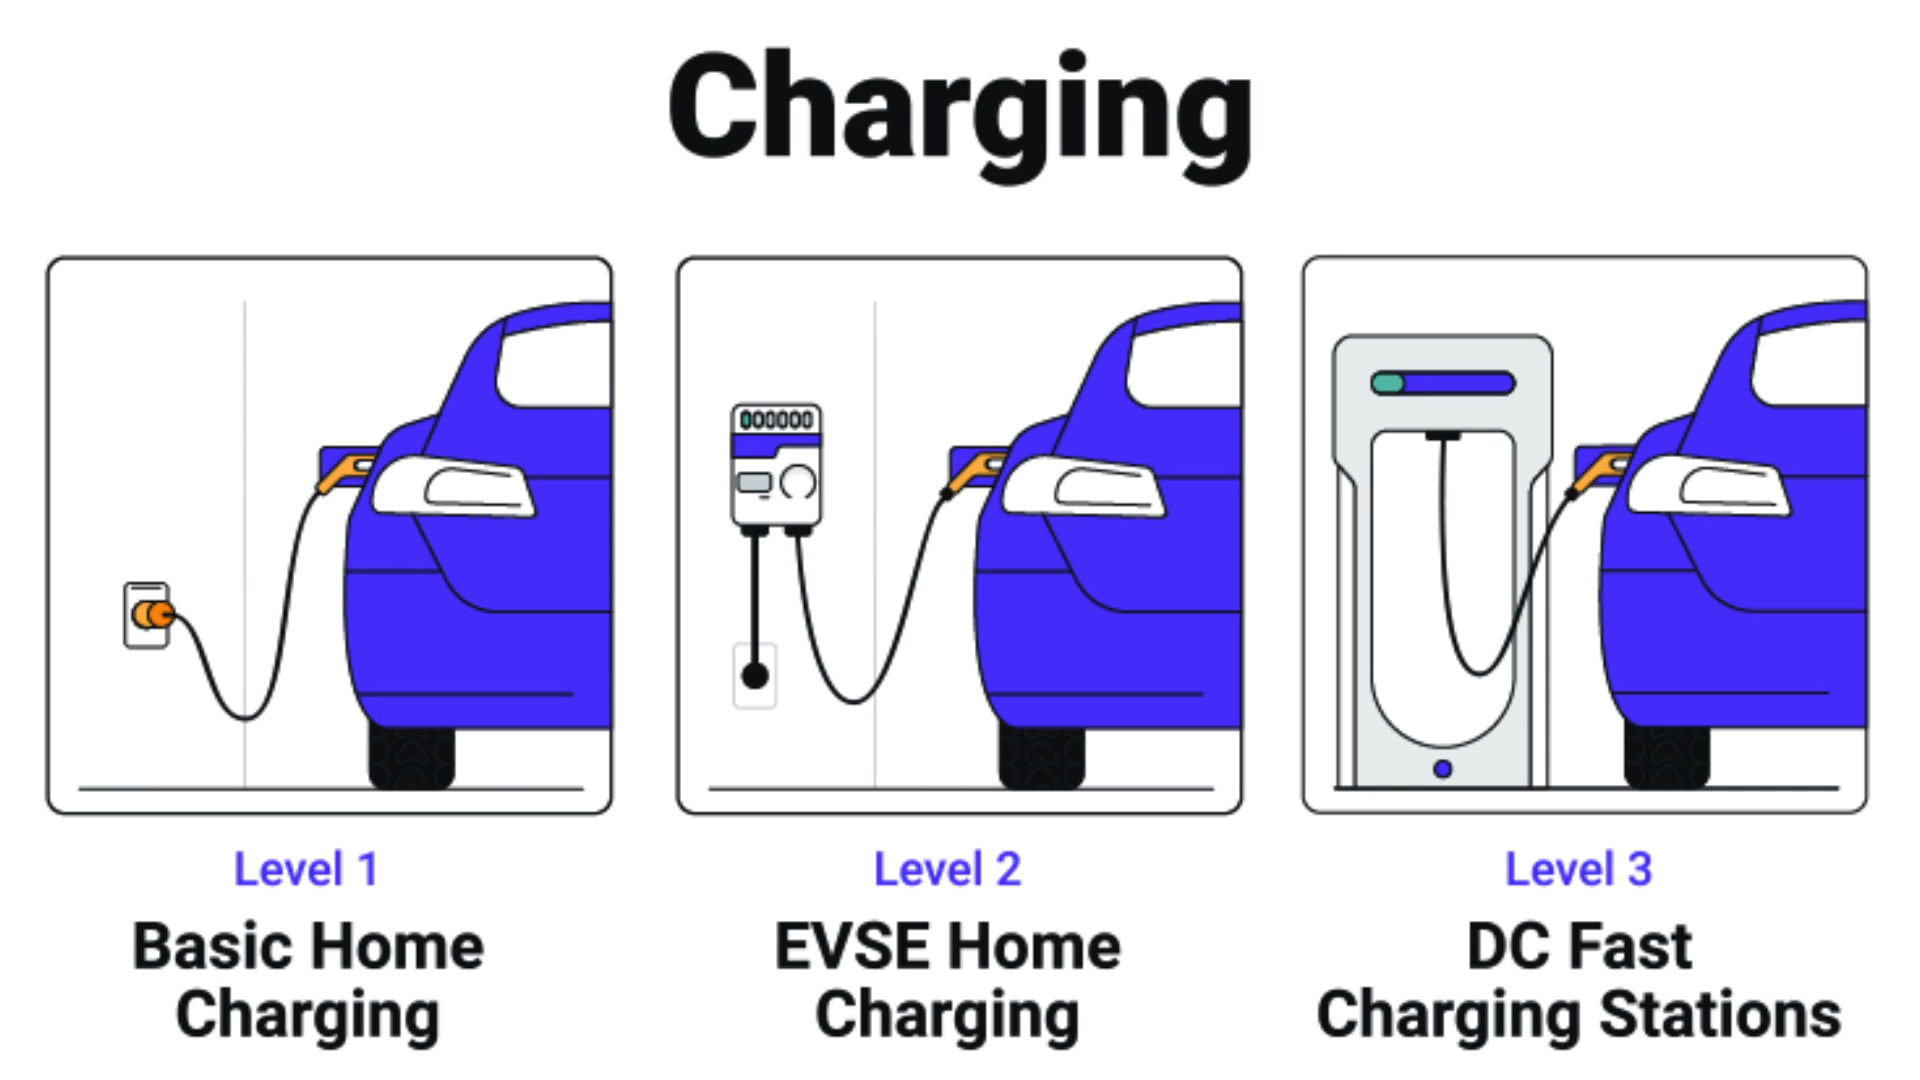 Charging
Level 1
Basic Home
Charging
Level 2
EVSE Home
Charging
Level 3
DC Fast
Charging Stations